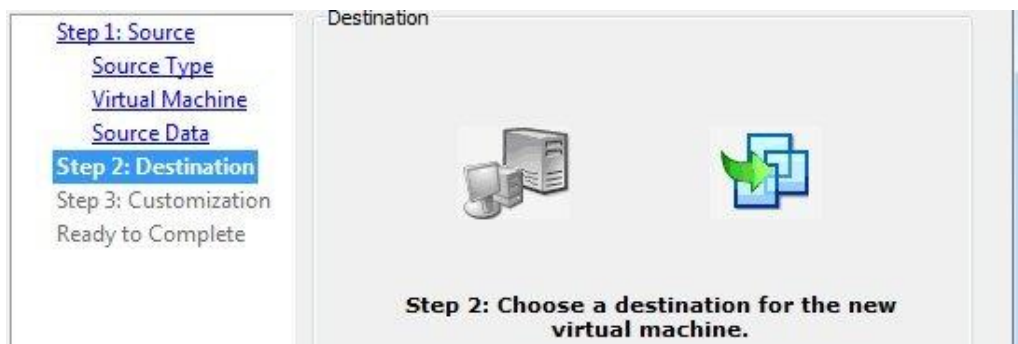 Step 1: Source
Source Type
Virtual Machine
Source Data
Step 2: Destination
Step 3: Customization
Ready to Complete
Destination
Step 2: Choose a destination for the new
virtual machine.